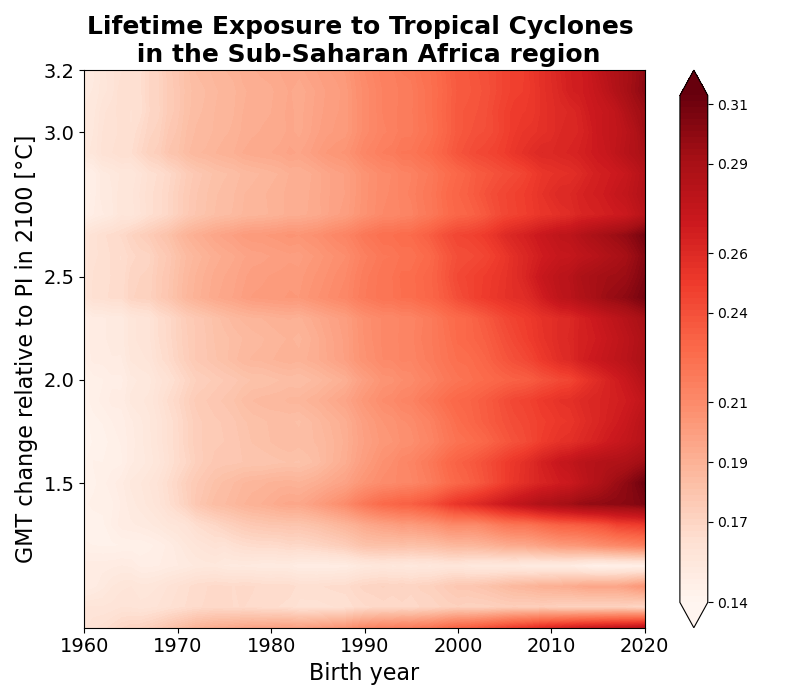 Lifetime Exposure to Tropical Cyclones
in the Sub-Saharan Africa region
GMT change relative to PI in 2100 [°C]
3.2
3.0
2.5
2.0
1.5
1960 1970 1980 1990 2000 2010 2020
Birth year
0.31
0.29
0.26
0.24
0.21
0.19
0.17
0.14